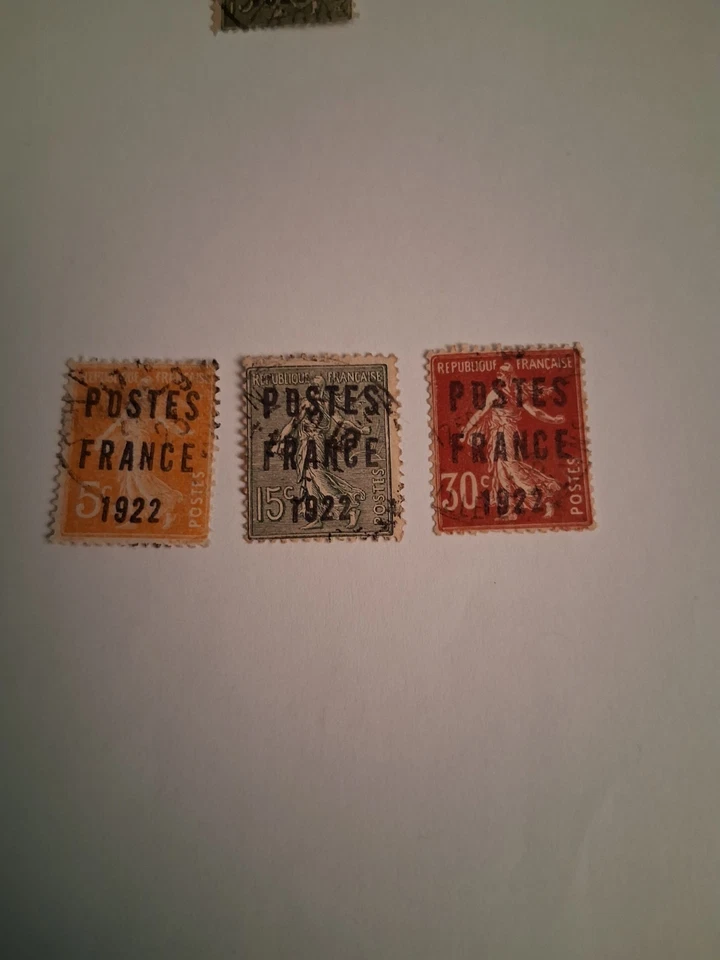 POSTES
FRANCE
5c
1922
POSTES
REPUBLIQUE FRANÇAISE
POSTES
FRANCE
15c
1922
POSTES
REPUBLIQUE FRANÇAISE
POSTES
FRANCE
30c
1922
POSTES